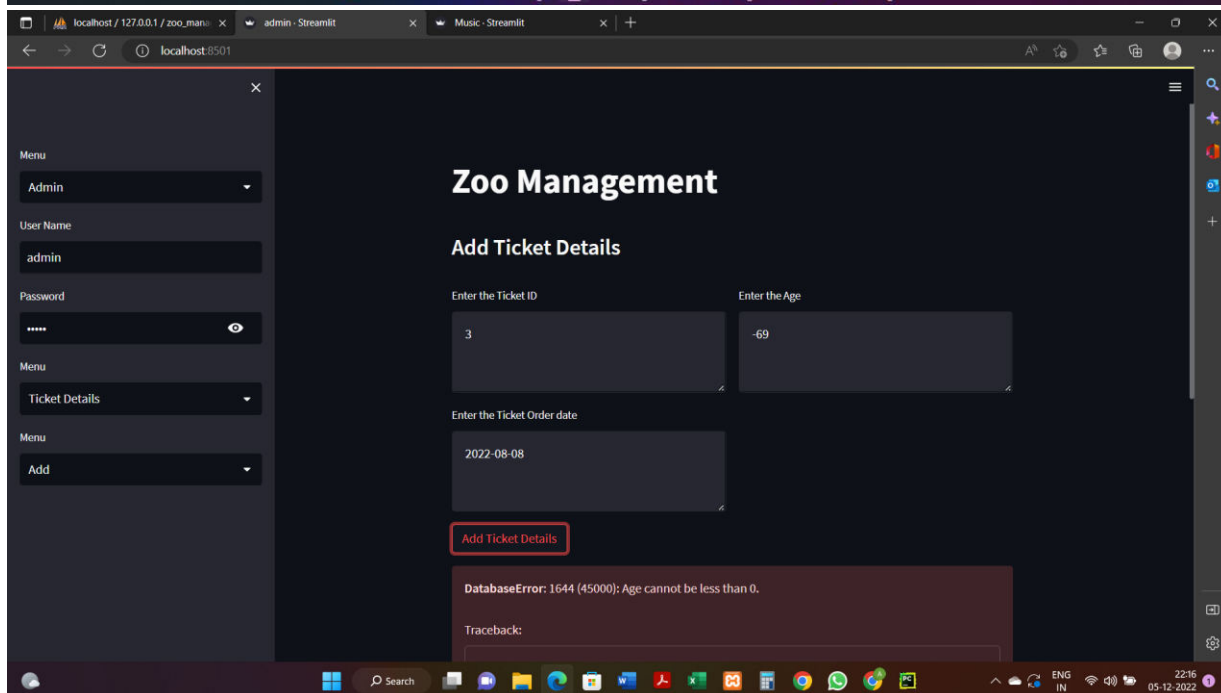 localhost / 127.0.0.1 / zoo_mana
admin · Streamlit
Music · Streamlit
localhost:8501
Menu
Admin
User Name
admin
Password
•••••
Menu
Ticket Details
Menu
Add
Zoo Management
Add Ticket Details
Enter the Ticket ID
Enter the Age
3
-69
Enter the Ticket Order date
2022-08-08
Add Ticket Details
DatabaseError: 1644 (45000): Age cannot be less than 0.
Traceback:
Search
ENG
IN
22:16
05-12-2022
1